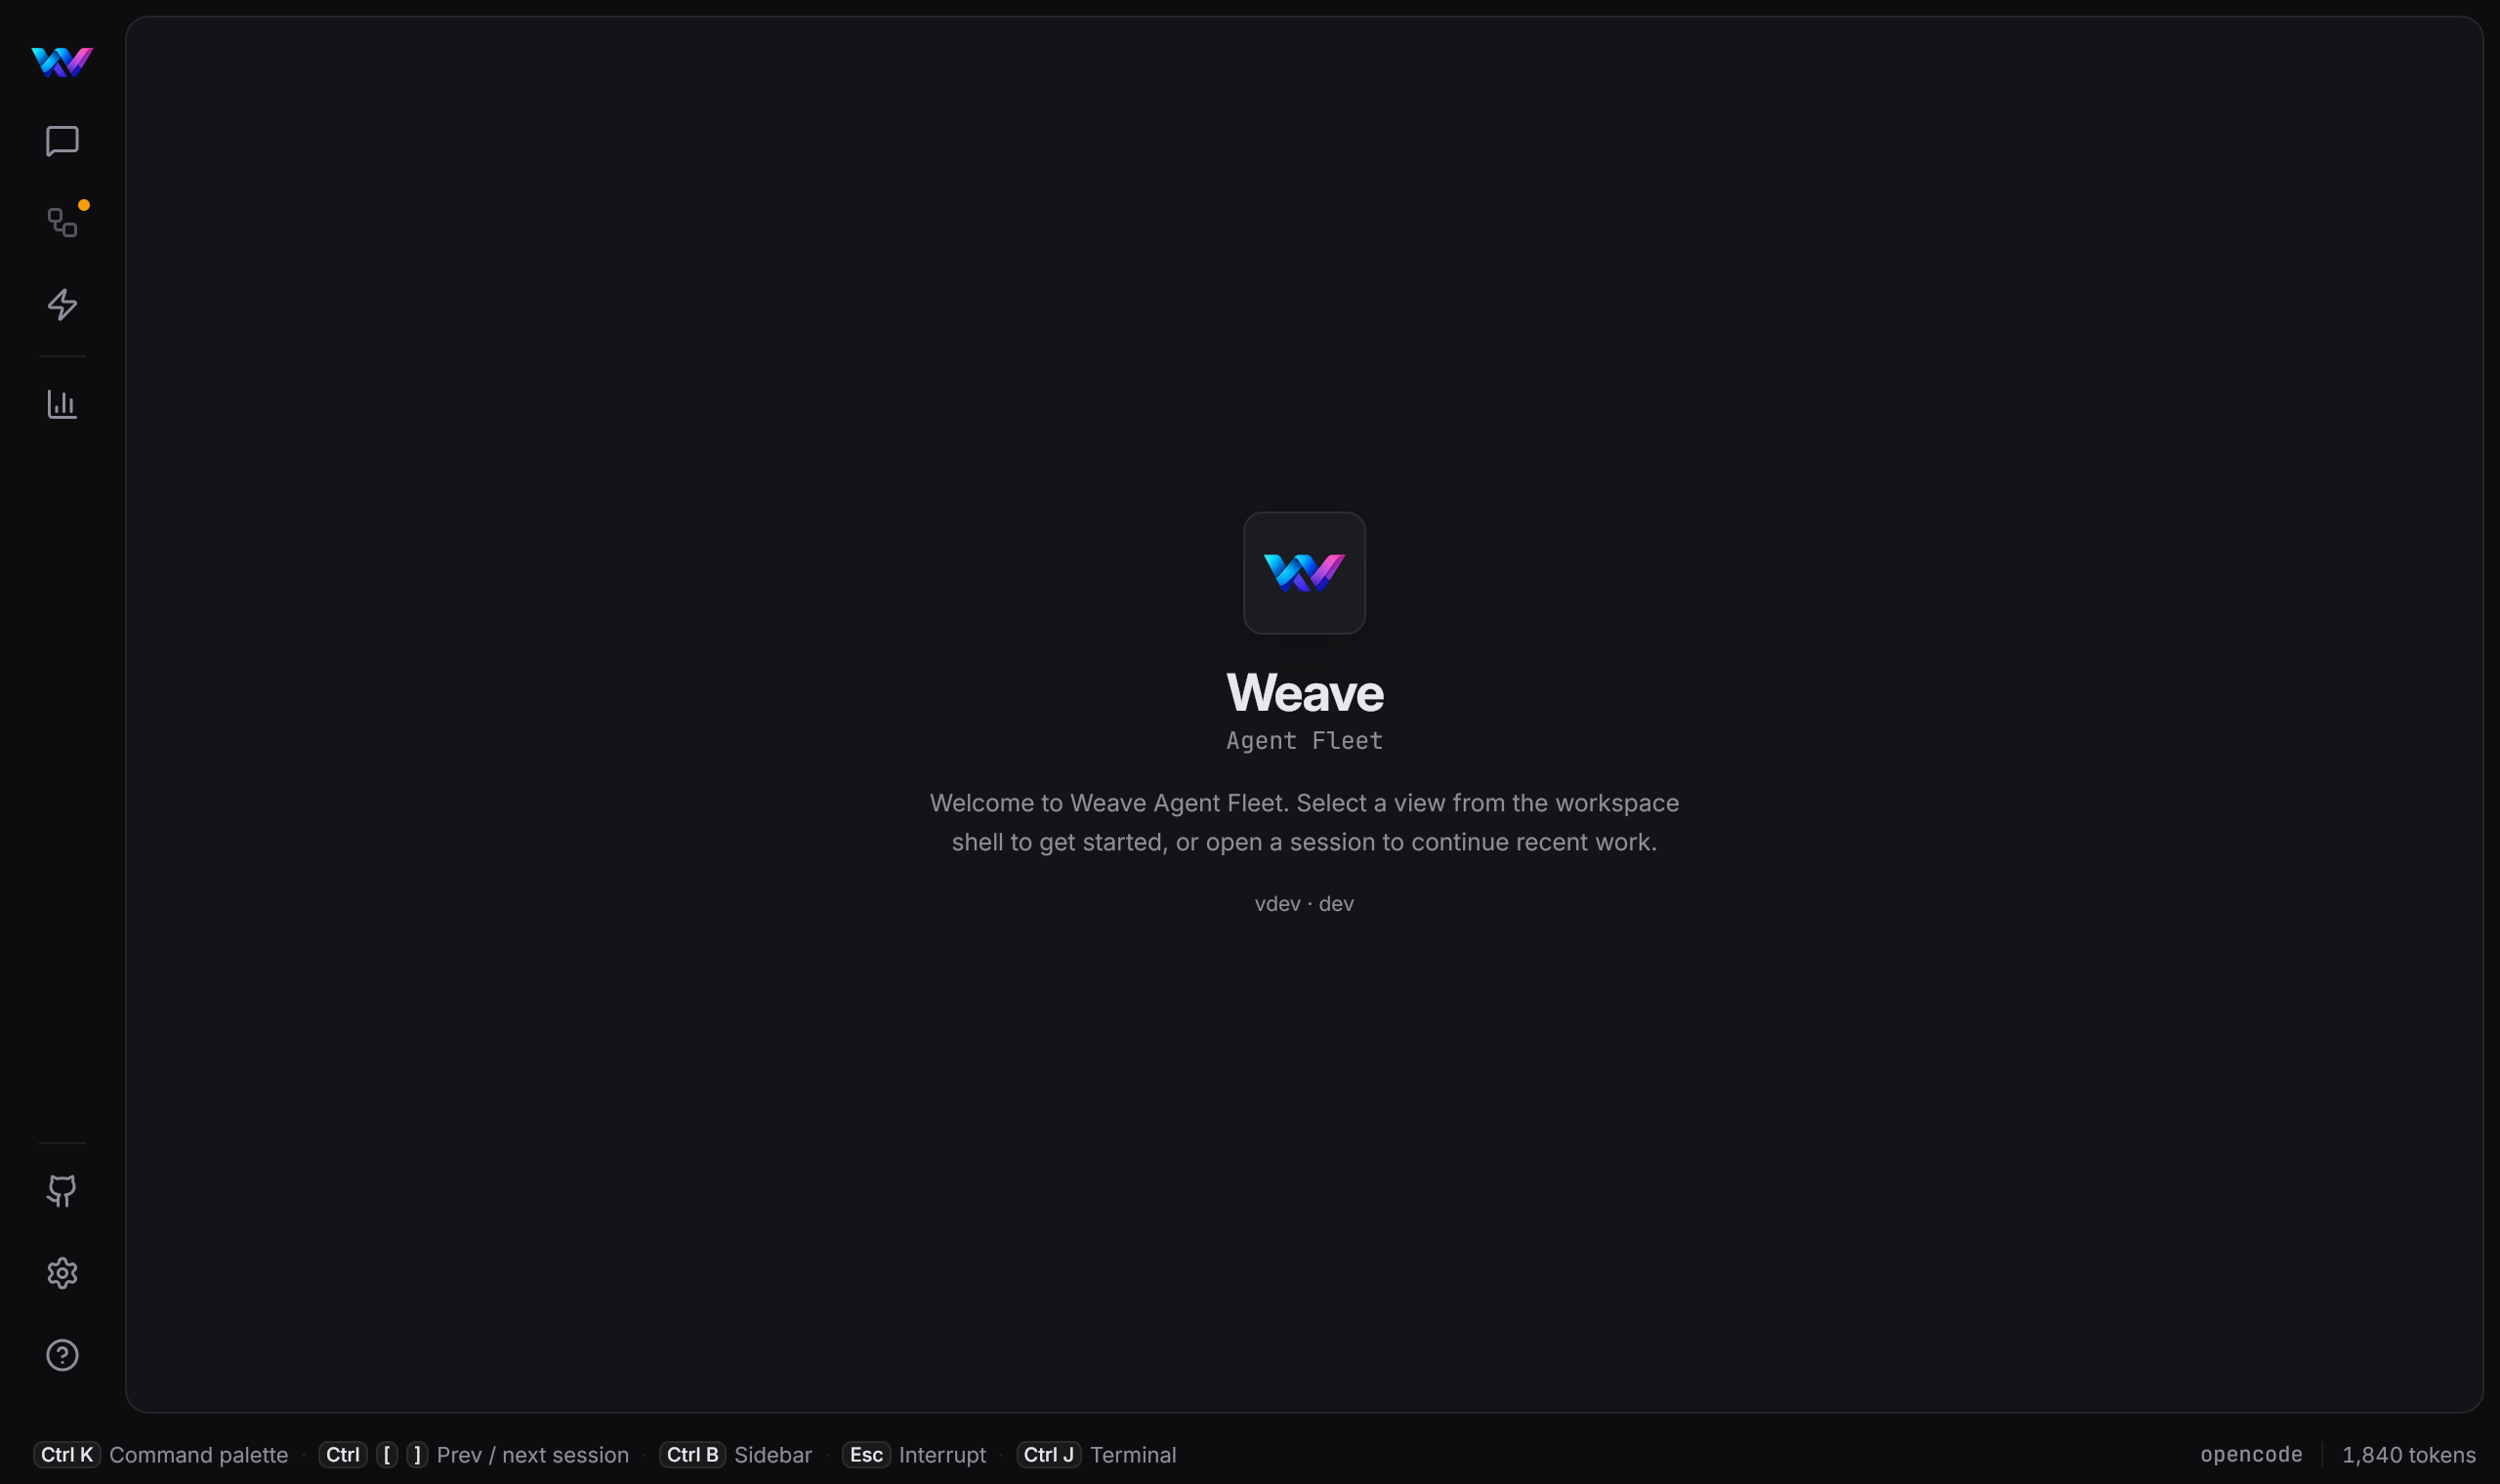 Weave
Agent Fleet
Welcome to Weave Agent Fleet. Select a view from the workspace
shell to get started, or open a session to continue recent work.
vdev · dev
Ctrl K Command palette · Ctrl [ ] Prev / next session · Ctrl B Sidebar · Esc Interrupt · Ctrl J Terminal
opencode 1,840 tokens